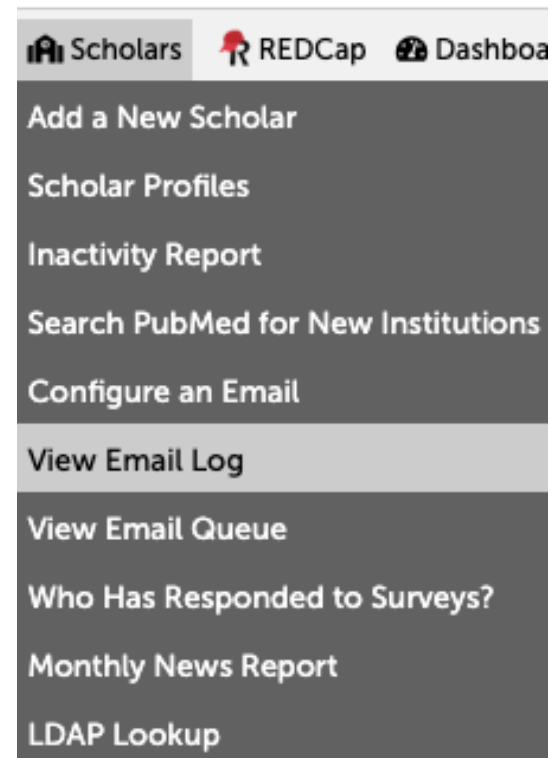 Scholars REDCap
Add a New Scholar
Scholar Profiles
Inactivity Report
Search PubMed for New Institutions
Configure an Email
View Email Log
View Email Queue
Who Has Responded to Surveys?
Monthly News Report
LDAP Lookup